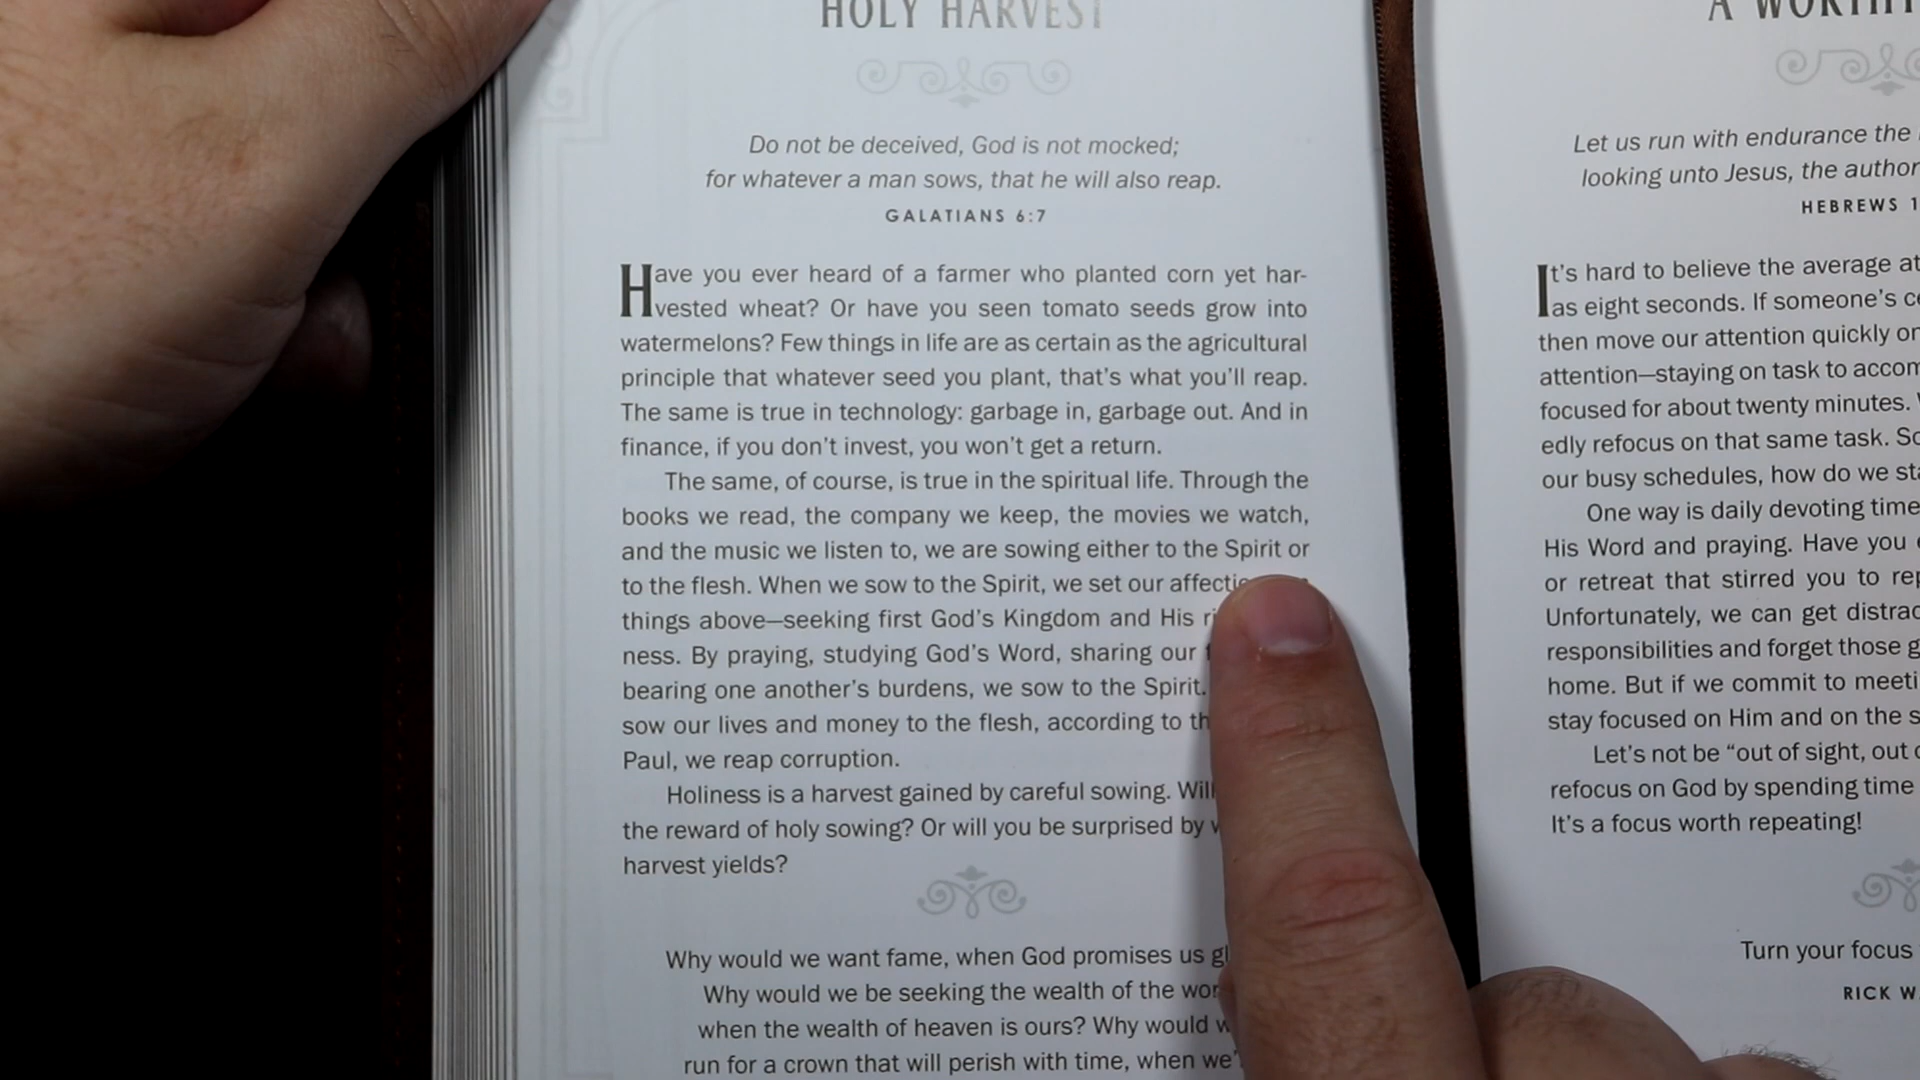 HOLY HARVEST
Do not be deceived, God is not mocked;
for whatever a man sows, that he will also reap.
GALATIANS 6:7
Have you ever heard of a farmer who planted corn yet har-
vested wheat? Or have you seen tomato seeds grow into
watermelons? Few things in life are as certain as the agricultural
principle that whatever seed you plant, that's what you'll reap.
The same is true in technology: garbage in, garbage out. And in
finance, if you don't invest, you won't get a return.
The same, of course, is true in the spiritual life. Through the
books we read, the company we keep, the movies we watch,
and the music we listen to, we are sowing either to the Spirit or
to the flesh. When we sow to the Spirit, we set our
things above—seeking first God's Kingdom and His
ness. By praying, studying God's Word, sharing our
bearing one another's burdens, we sow to the Spirit.
sow our lives and money to the flesh, according to
Paul, we reap corruption.
Holiness is a harvest gained by careful sowing. Will
the reward of holy sowing? Or will you be surprised by
harvest yields?
Why would we want fame, when God promises us
Why would we be seeking the wealth of the
when the wealth of heaven is ours? Why would
run for a crown that will perish with time, when
A
Let us run with endurance the
looking unto Jesus, the author
HEBREWS
It's hard to believe the average
as eight seconds. If someone's
then move our attention quickly
attention—staying on task to
focused for about twenty minutes.
edly refocus on that same task.
our busy schedules, how do we
One way is daily devoting time
His Word and praying. Have you
or retreat that stirred you to
Unfortunately, we can get
responsibilities and forget those
home. But if we commit to
stay focused on Him and on the
Let's not be "out of sight, out
refocus on God by spending time
It's a focus worth repeating!
Turn your focus
RICK